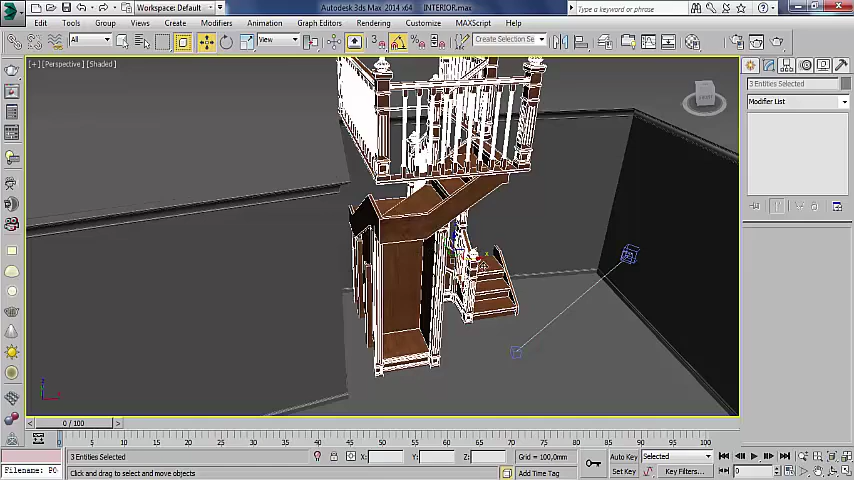 Workspace: Default
Autodesk 3ds Max 2014 x64 INTERIOR.max
Type a keyword or phrase
Edit Tools Group Views Create Modifiers Animation Graph Editors Rendering Customize MAXScript Help
All View 3 % Create Selection Se
[+] [Perspective] [Shaded]
FRONT
3 Entities Selected
Modifier List
0 / 100
0 5 10 15 20 25 30 35 40 45 50 55 60 65 70 75 80 85 90 95 100
3 Entities Selected X: Y: Z: Grid = 100,0mm Auto Key Selected
Filename: PO Click and drag to select and move objects Add Time Tag Set Key Key Filters... 0